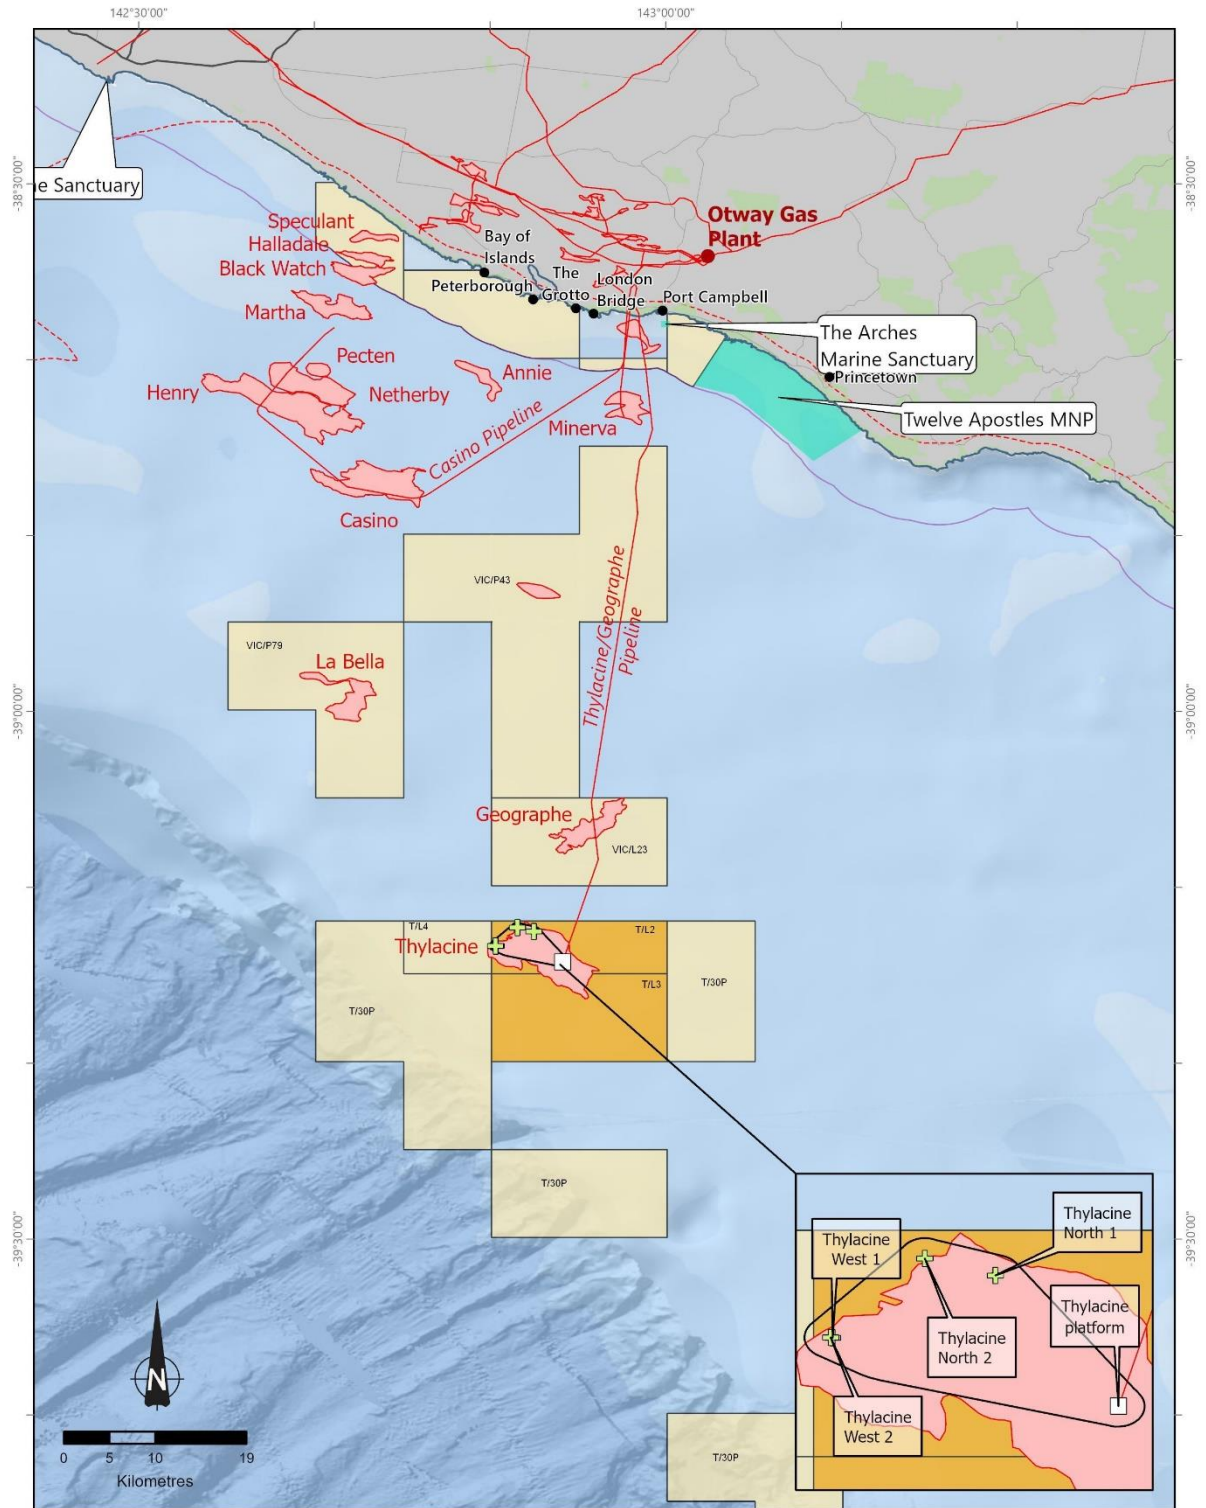 142°30'00"
143°00'00"
-38°30'00"
-38°30'00"
e Sanctuary
Speculant
Halladale
Black Watch
Martha
Otway Gas
Plant
Bay of
Islands
The
Grotto
London
Bridge
Peterborough
Port Campbell
The Arches
Marine Sanctuary
Princetown
Twelve Apostles MNP
Pecten
Henry
Netherby
Annie
Minerva
Casino Pipeline
Casino
VIC/P43
Thylacine/Geographe
Pipeline
VIC/P79
La Bella
-39°00'00"
-39°00'00"
Geographe
VIC/L23
T/L4
T/L2
Thylacine
T/L3
T/30P
T/30P
T/30P
-39°30'00"
-39°30'00"
Thylacine
North 1
Thylacine
West 1
Thylacine
platform
Thylacine
North 2
Thylacine
West 2
N
0 5 10 19
Kilometres
T/30P